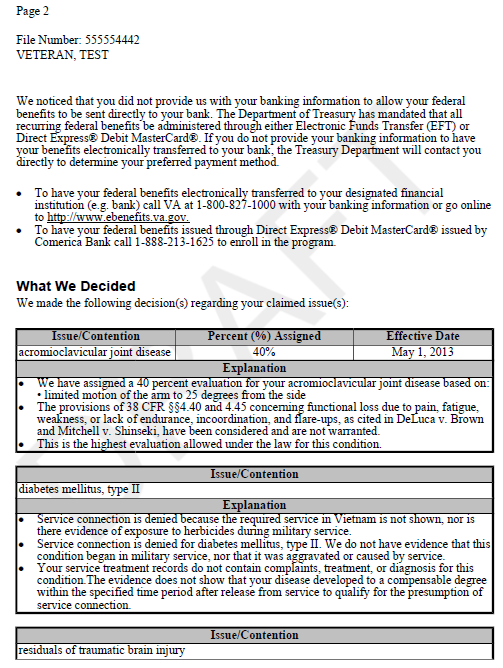 Page 2
File Number: 555554442
VETERAN, TEST
We noticed that you did not provide us with your banking information to allow your federal
benefits to be sent directly to your bank. The Department of Treasury has mandated that all
recurring federal benefits be administered through either Electronic Funds Transfer (EFT) or
Direct Express® Debit MasterCard®. If you do not provide your banking information to have
your benefits electronically transferred to your bank, the Treasury Department will contact you
directly to determine your preferred payment method.
• To have your federal benefits electronically transferred to your designated financial
institution (e.g. bank) call VA at 1-800-827-1000 with your banking information or go online
to http://www.ebenefits.va.gov.
• To have your federal benefits issued through Direct Express® Debit MasterCard® issued by
Comerica Bank call 1-888-213-1625 to enroll in the program.
What We Decided
We made the following decision(s) regarding your claimed issue(s):
Issue/Contention Percent (%) Assigned Effective Date
acromioclavicular joint disease 40% May 1, 2013
Explanation
• We have assigned a 40 percent evaluation for your acromioclavicular joint disease based on:
• limited motion of the arm to 25 degrees from the side
• The provisions of 38 CFR §§4.40 and 4.45 concerning functional loss due to pain, fatigue,
weakness, or lack of endurance, incoordination, and flare-ups, as cited in DeLuca v. Brown
and Mitchell v. Shinseki, have been considered and are not warranted.
• This is the highest evaluation allowed under the law for this condition.
Issue/Contention
diabetes mellitus, type II
Explanation
• Service connection is denied because the required service in Vietnam is not shown, nor is
there evidence of exposure to herbicides during military service.
• Service connection is denied for diabetes mellitus, type II. We do not have evidence that this
condition began in military service, nor that it was aggravated or caused by service.
• Your service treatment records do not contain complaints, treatment, or diagnosis for this
condition.The evidence does not show that your disease developed to a compensable degree
within the specified time period after release from service to qualify for the presumption of
service connection.
Issue/Contention
residuals of traumatic brain injury
DRAFT